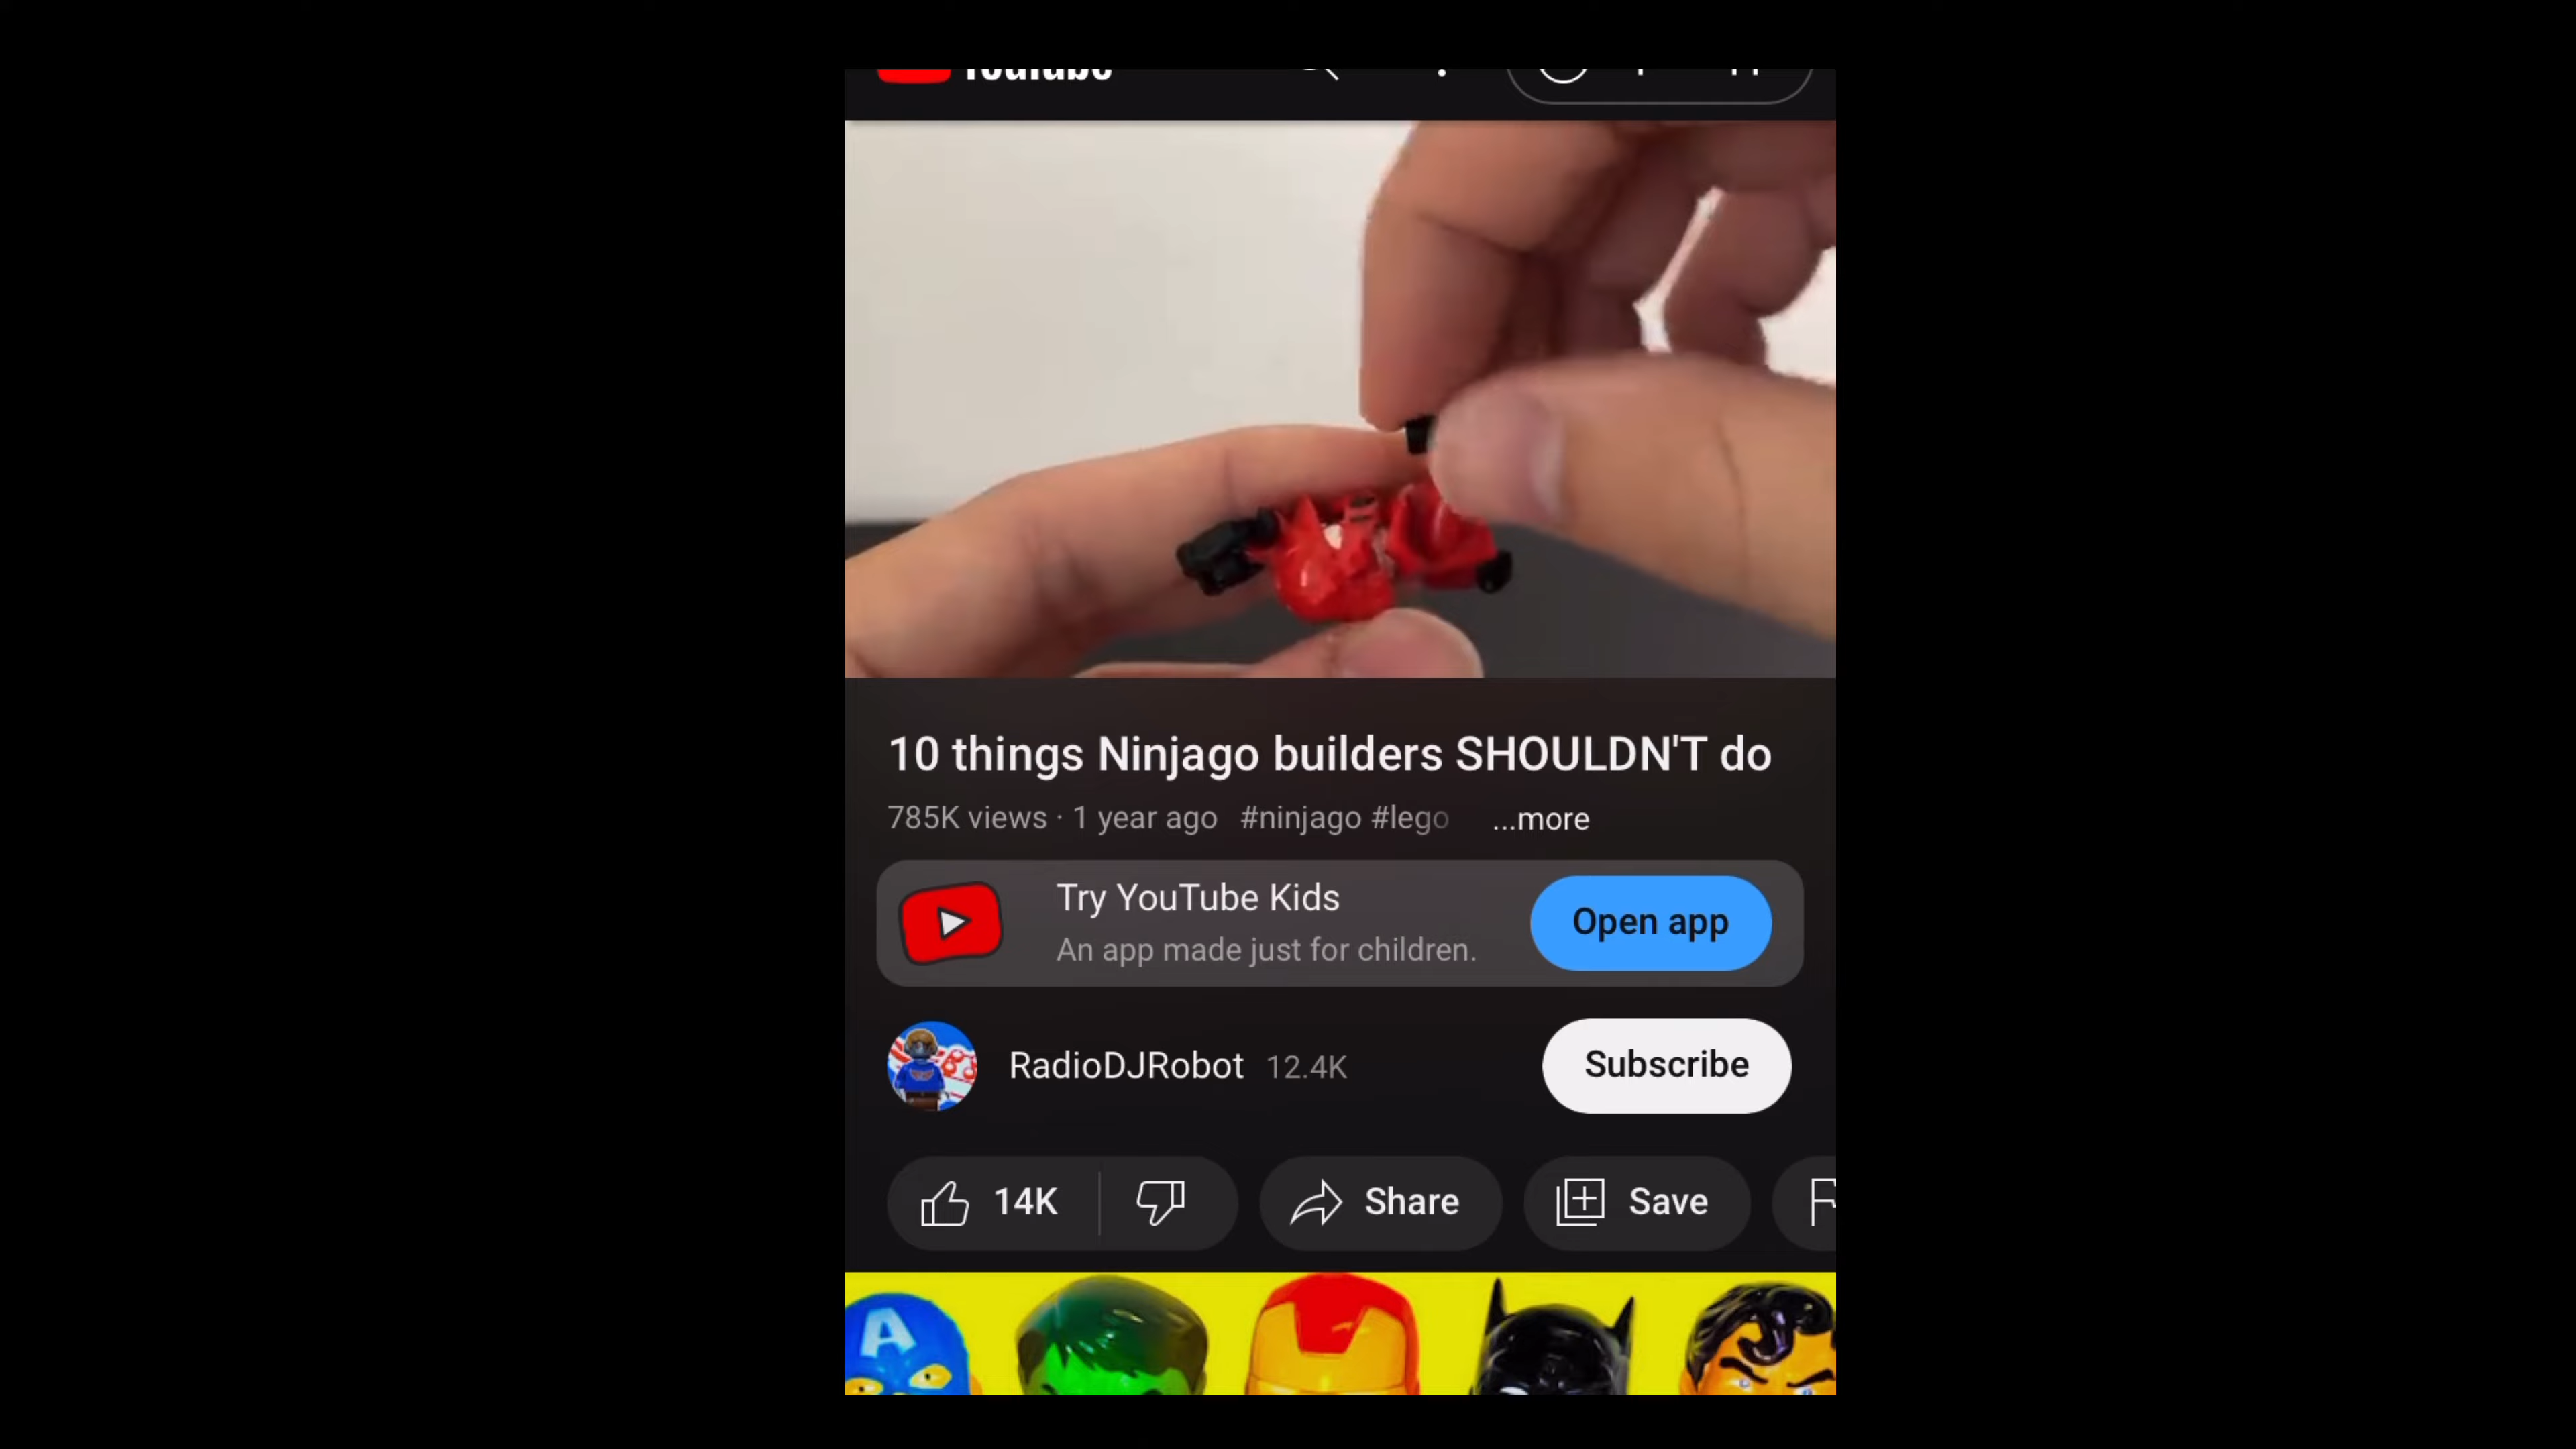 YouTube
10 things Ninjago builders SHOULDN'T do
785K views · 1 year ago #ninjago #lego ...more
Try YouTube Kids
An app made just for children.
Open app
RadioDJRobot 12.4K
Subscribe
14K
Share
Save
A